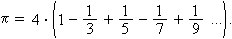 π = 4 · {1 − 1/3 + 1/5 − 1/7 + 1/9 ...}.